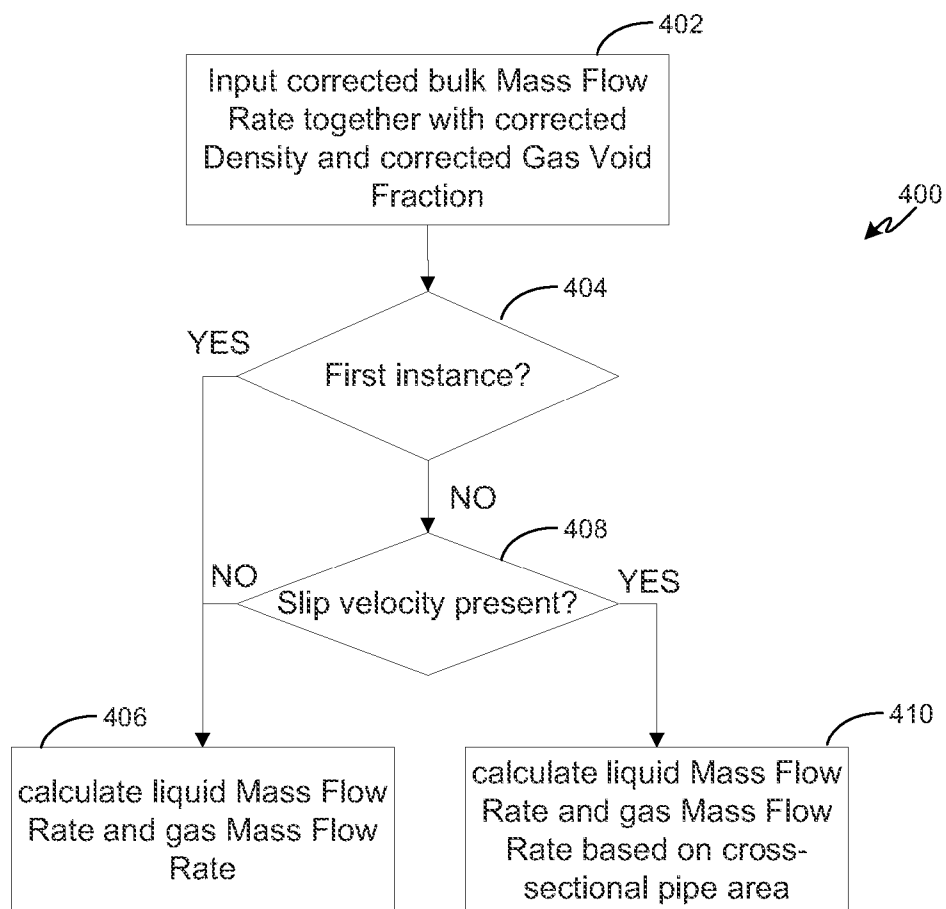 402
Input corrected bulk Mass Flow
Rate together with corrected
Density and corrected Gas Void
Fraction
400
404
YES
First instance?
NO
408
NO
YES
Slip velocity present?
406
410
calculate liquid Mass Flow
Rate and gas Mass Flow
Rate
calculate liquid Mass Flow
Rate and gas Mass Flow
Rate based on cross-
sectional pipe area